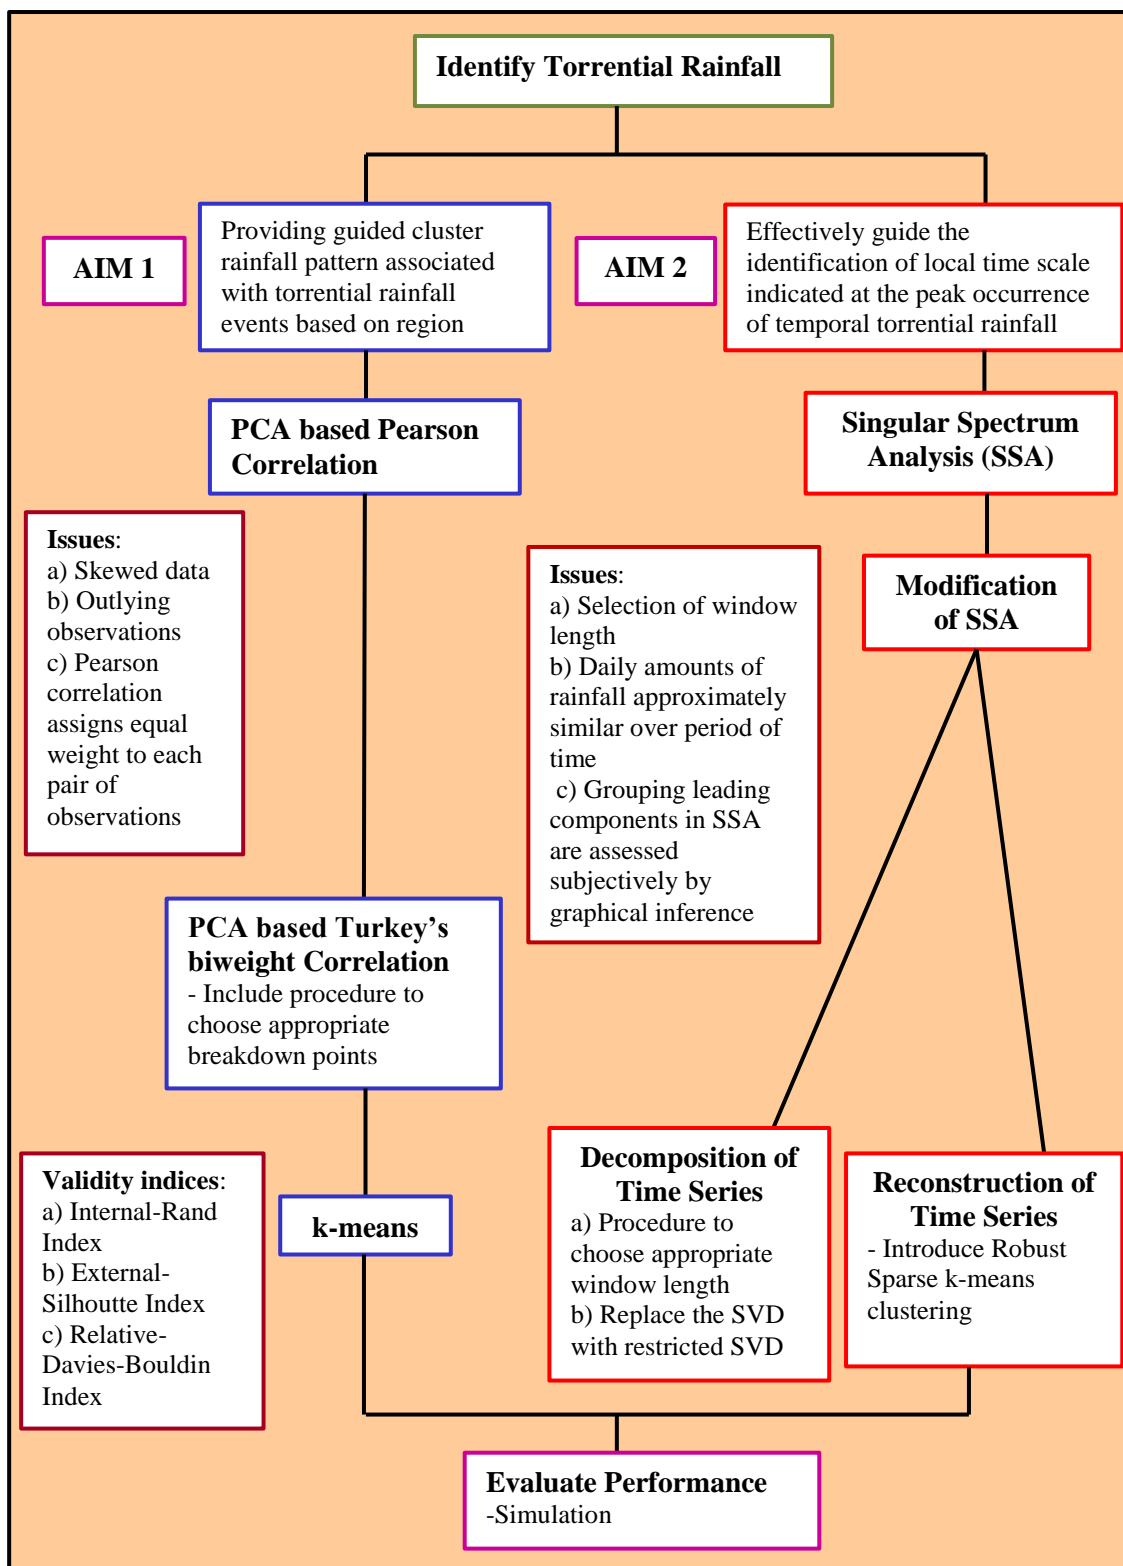 Identify Torrential Rainfall
AIM 1
Providing guided cluster
rainfall pattern associated
with torrential rainfall
events based on region
AIM 2
Effectively guide the
identification of local time scale
indicated at the peak occurrence
of temporal torrential rainfall
PCA based Pearson
Correlation
Singular Spectrum
Analysis (SSA)
Issues:
a) Skewed data
b) Outlying
observations
c) Pearson
correlation
assigns equal
weight to each
pair of
observations
Issues:
a) Selection of window
length
b) Daily amounts of
rainfall approximately
similar over period of
time
c) Grouping leading
components in SSA
are assessed
subjectively by
graphical inference
Modification
of SSA
PCA based Turkey’s
biweight Correlation
- Include procedure to
choose appropriate
breakdown points
Validity indices:
a) Internal-Rand
Index
b) External-
Silhoutte Index
c) Relative-
Davies-Bouldin
Index
k-means
Decomposition of
Time Series
a) Procedure to
choose appropriate
window length
b) Replace the SVD
with restricted SVD
Reconstruction of
Time Series
- Introduce Robust
Sparse k-means
clustering
Evaluate Performance
-Simulation